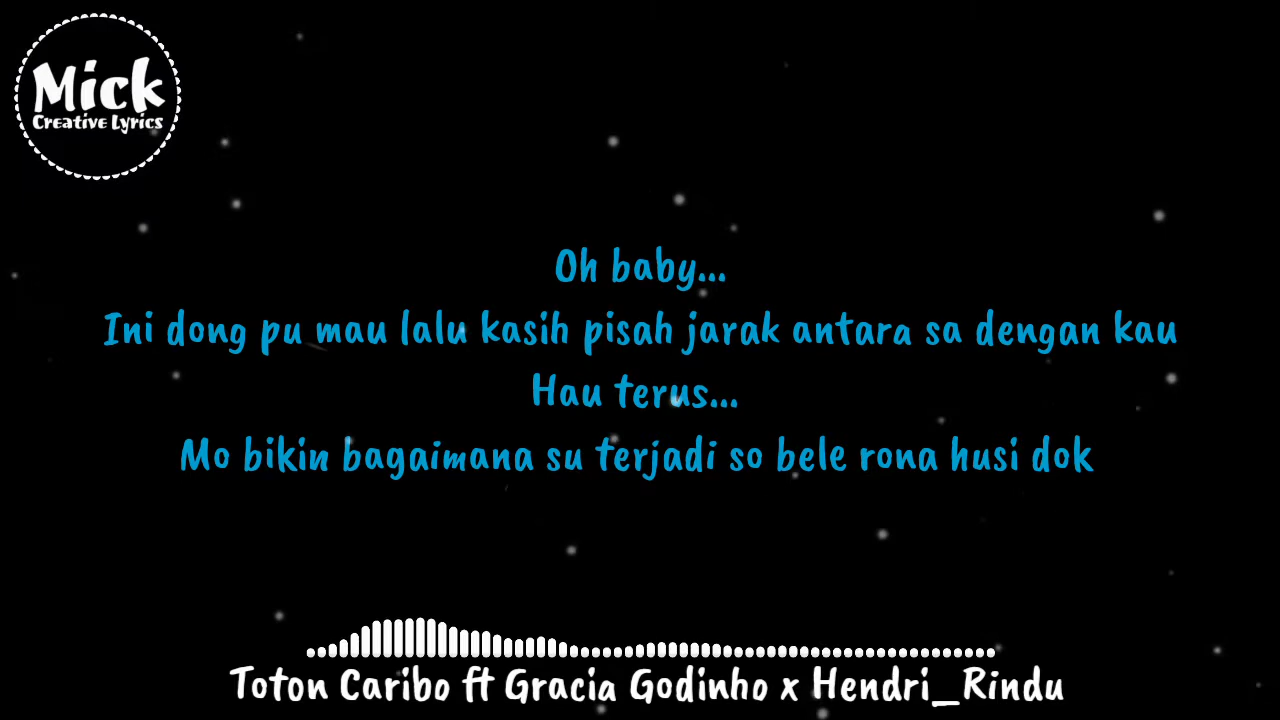 Mick
Creative Lyrics
Oh baby...
Ini dong pu mau lalu kasih pisah jarak antara sa dengan kau
Hau terus...
Mo bikin bagaimana su terjadi so bele rona husi dok
Toton Caribo ft Gracia Godinho x Hendri_Rindu